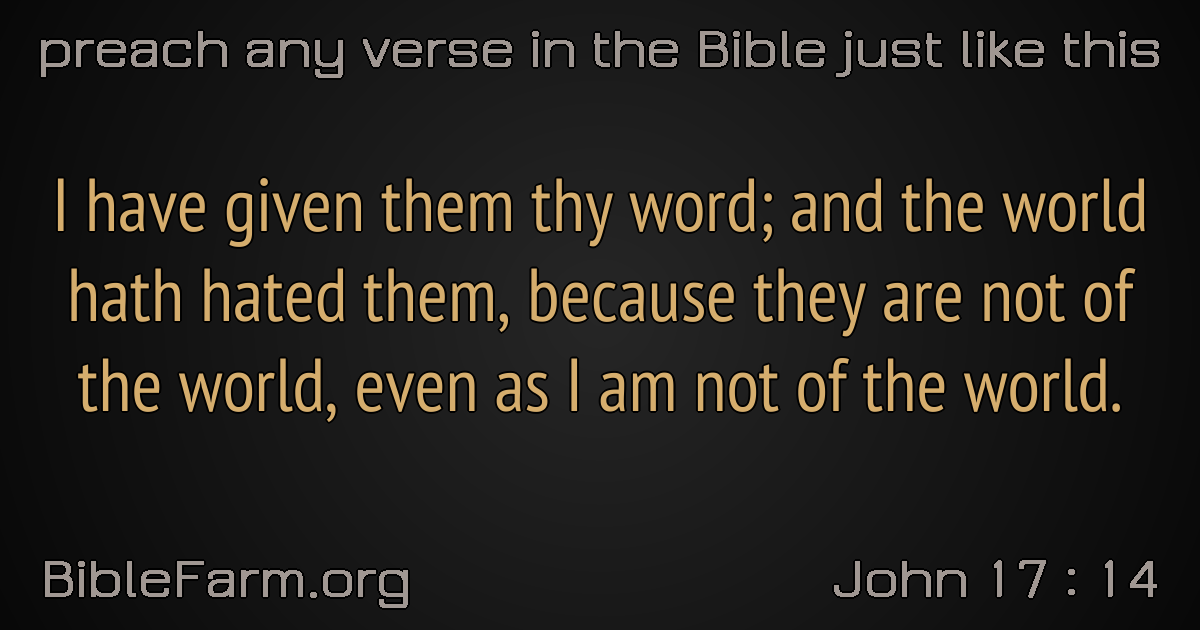 preach any verse in the Bible just like this
I have given them thy word; and the world
hath hated them, because they are not of
the world, even as I am not of the world.
BibleFarm.org
John 17 : 14